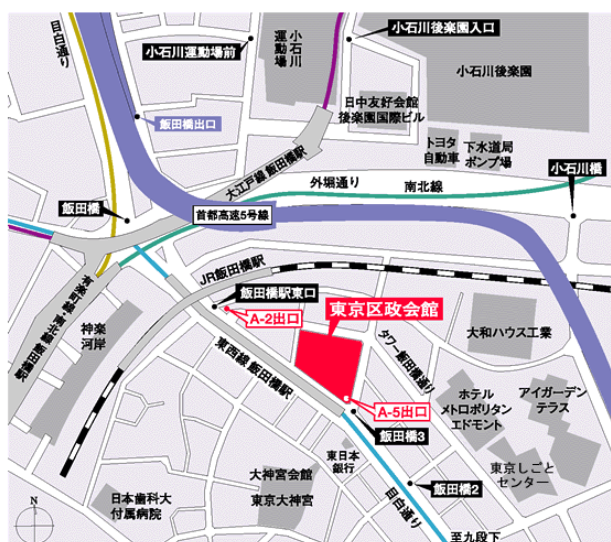 目白通り
小石川運動場前
小石川
運動場
小石川後楽園入口
小石川後楽園
日中友好会館
後楽園国際ビル
飯田橋出口
トヨタ
自動車
下水道局
ポンプ場
小石川橋
大江戸線 飯田橋駅
外堀通り
南北線
飯田橋
首都高速5号線
JR飯田橋駅
有楽町線・南北線 飯田橋駅
飯田橋駅東口
A-2出口
東京区政会館
神楽
河岸
東西線 飯田橋駅
タワー飯田橋通り
大和ハウス工業
A-5出口
飯田橋3
ホテル
メトロポリタン
エドモント
アイガーデン
テラス
東日本
銀行
大神宮会館
東京大神宮
東京しごと
センター
飯田橋2
日本歯科大
付属病院
目白通り
至九段下
N